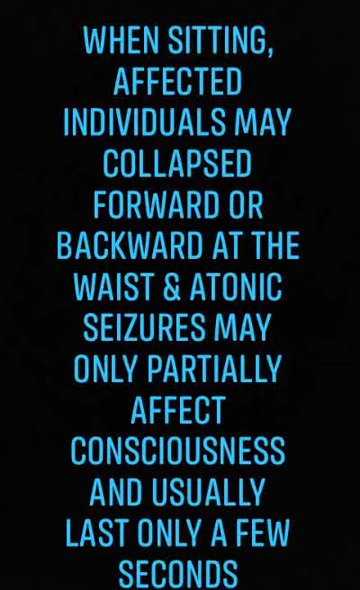 WHEN SITTING,
AFFECTED
INDIVIDUALS MAY
COLLAPSED
FORWARD OR
BACKWARD AT THE
WAIST & ATONIC
SEIZURES MAY
ONLY PARTIALLY
AFFECT
CONSCIOUSNESS
AND USUALLY
LAST ONLY A FEW
SECONDS